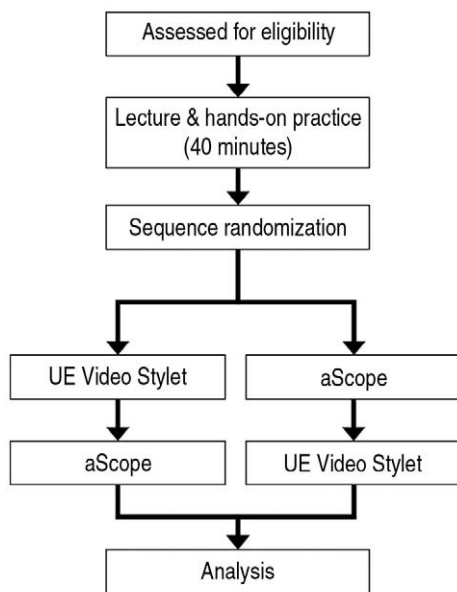 Assessed for eligibility
Lecture & hands-on practice
(40 minutes)
Sequence randomization
UE Video Stylet
aScope
aScope
UE Video Stylet
Analysis